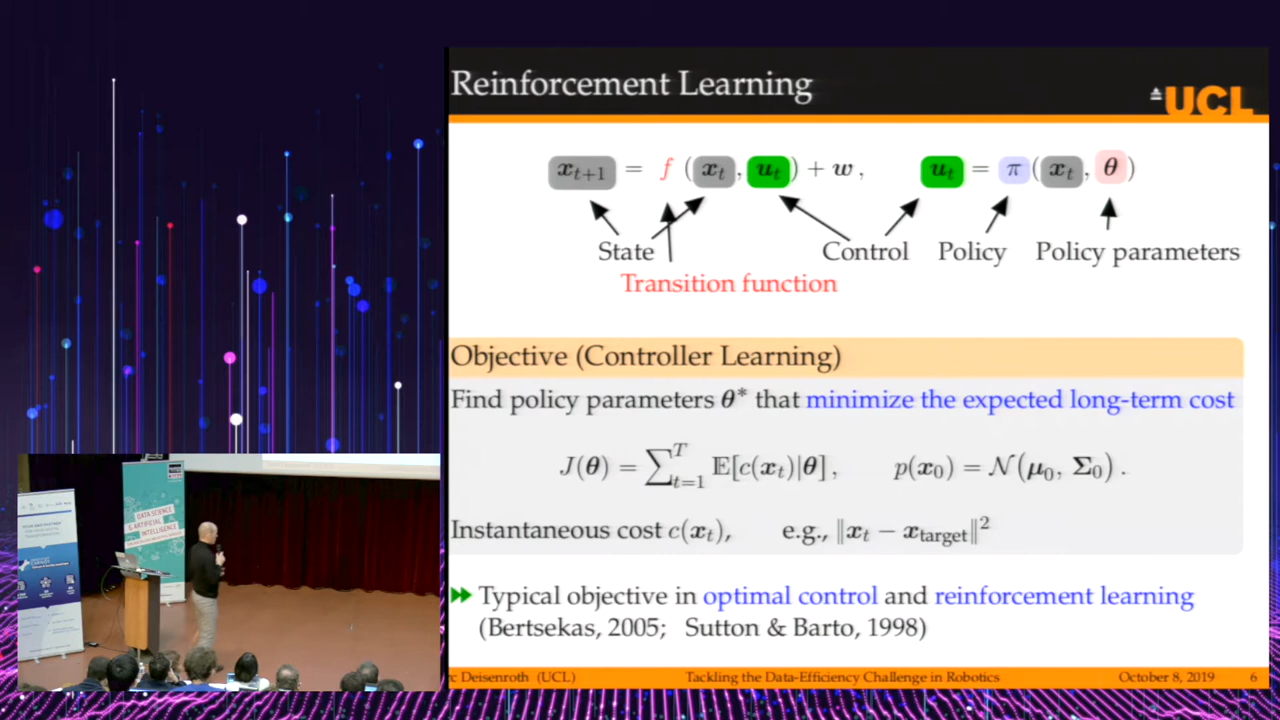 Reinforcement Learning
UCL
x_{t+1} = f(x_t, u_t) + w, u_t = π(x_t, θ)
State Control Policy Policy parameters
Transition function
Objective (Controller Learning)
Find policy parameters θ* that minimize the expected long-term cost
J(θ) = ∑_{t=1}^{T} 𝔼[c(x_t)|θ], p(x_0) = 𝒩(μ_0, Σ_0).
Instantaneous cost c(x_t), e.g., ‖x_t − x_target‖²
Typical objective in optimal control and reinforcement learning
(Bertsekas, 2005; Sutton & Barto, 1998)
Deisenroth (UCL) Tackling the Data-Efficiency Challenge in Robotics October 8, 2019 6
DATA SCIENCE
& ARTIFICIAL
INTELLIGENCE